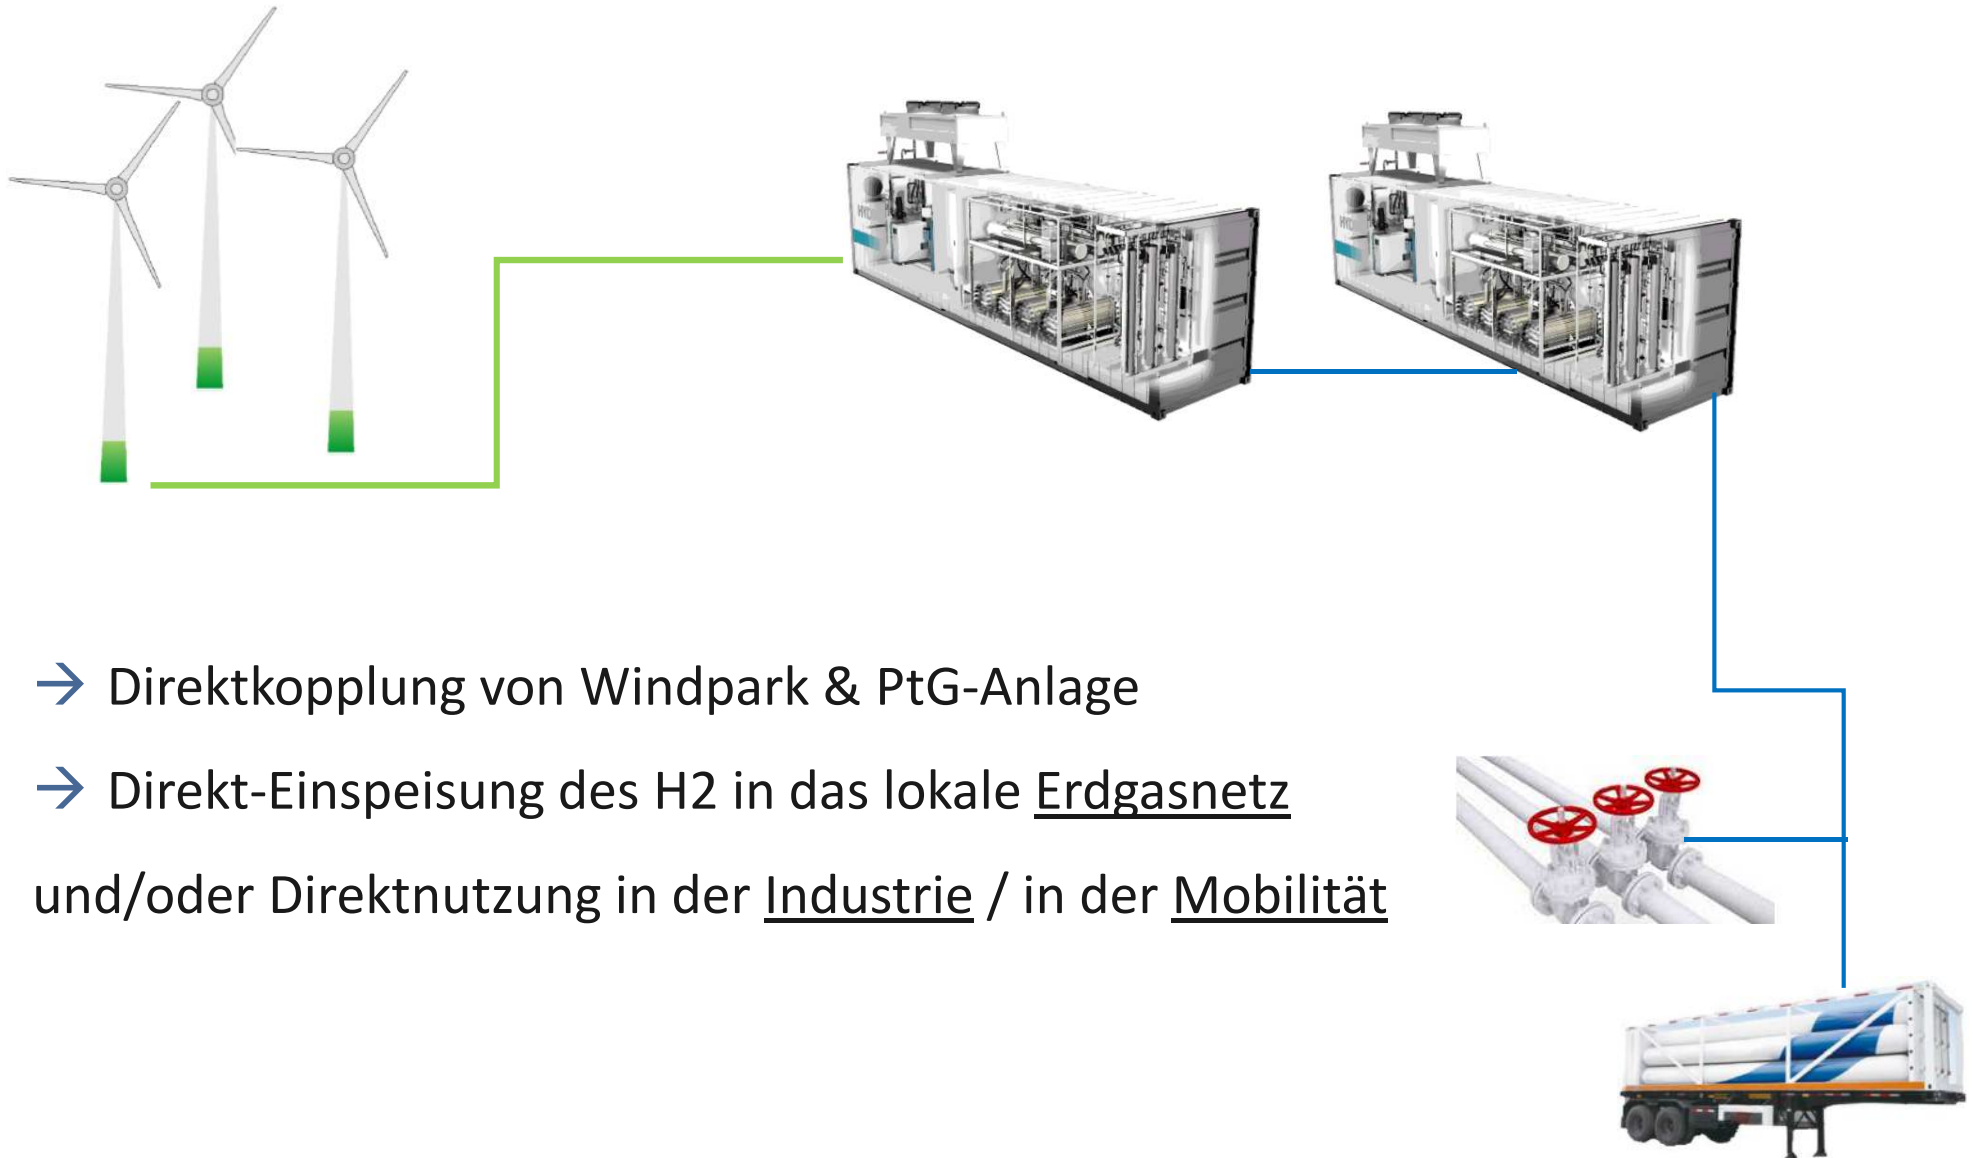 → Direktkopplung von Windpark & PtG-Anlage
→ Direkt-Einspeisung des H2 in das lokale Erdgasnetz
und/oder Direktnutzung in der Industrie / in der Mobilität